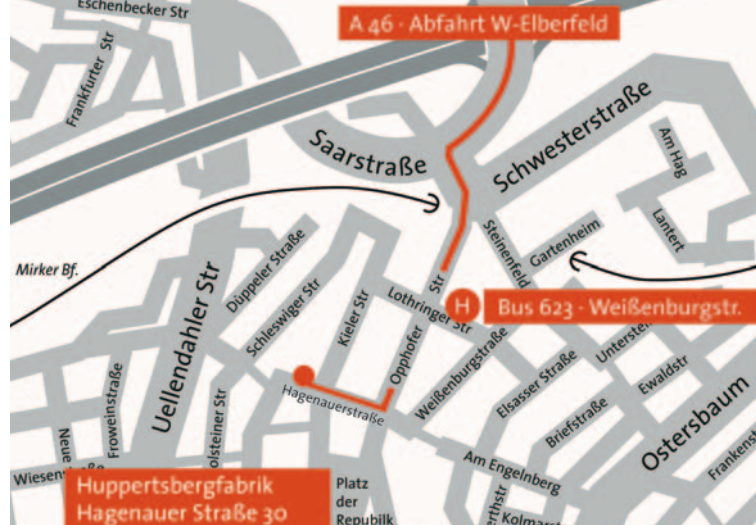 Eschenbecker Str
A 46 · Abfahrt W-Elberfeld
Frankfurter Str
Saarstraße
Schwesterstraße
Am Hag
Lantert
Steinenfeld
Gartenheim
Mirker Bf.
Uellendahler Str
Düppeler Straße
Schleswiger Str
Kieler Str
Lothringer Str
Opphofer Str
H
Bus 623 · Weißenburgstr.
Weißenburgstraße
Elsasser Straße
Briefstraße
Ewaldstr
Ostersbaum
Hagenauerstraße
Froweinstraße
Neue
Am Engelnberg
Platz
der
Republik
Huppertsbergfabrik
Hagenauer Straße 30